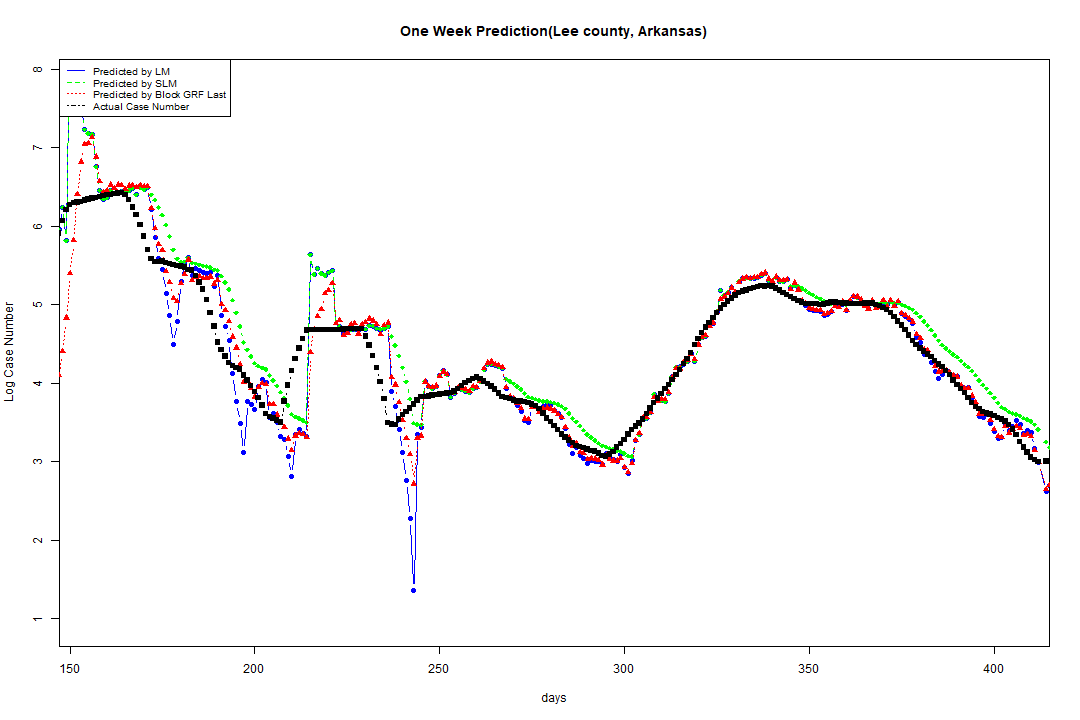 One Week Prediction(Lee county, Arkansas)
Predicted by LM
Predicted by SLM
Predicted by Block GRF Last
Actual Case Number
8
7
6
5
4
3
2
1
Log Case Number
150 200 250 300 350 400
days